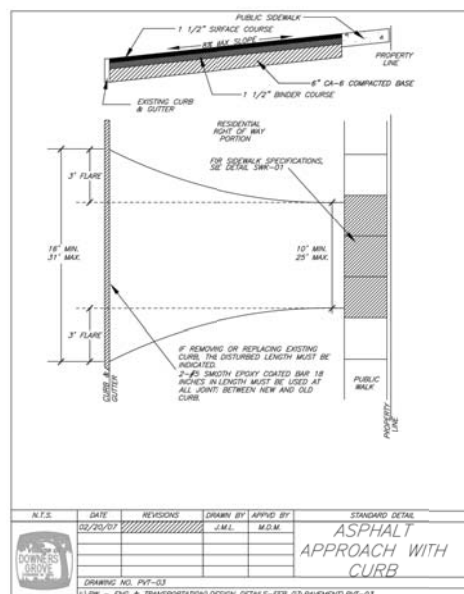 PUBLIC SIDEWALK
1 1/2" SURFACE COURSE
8% MAX SLOPE
PROPERTY
LINE
6" CA-6 COMPACTED BASE
1 1/2" BINDER COURSE
EXISTING CURB
& GUTTER
RESIDENTIAL
RIGHT OF WAY
PORTION
FOR SIDEWALK SPECIFICATIONS,
SEE DETAIL SWK-01
3' FLARE
16' MIN.
31' MAX.
10' MIN.
25' MAX.
3' FLARE
IF REMOVING OR REPLACING EXISTING
CURB, THE DISTURBED LENGTH MUST BE
INDICATED.
2-#5 SMOOTH EPOXY COATED BAR 18
INCHES IN LENGTH MUST BE USED AT
ALL JOINTS BETWEEN NEW AND OLD
CURB.
CURB &
GUTTER
PUBLIC
WALK
PROPERTY
LINE
N.T.S. DATE REVISIONS DRAWN BY APPVD BY STANDARD DETAIL
02/20/07 J.M.L. M.D.M.
ASPHALT
APPROACH WITH
CURB
DOWNERS
GROVE
DRAWING NO. PVT-03